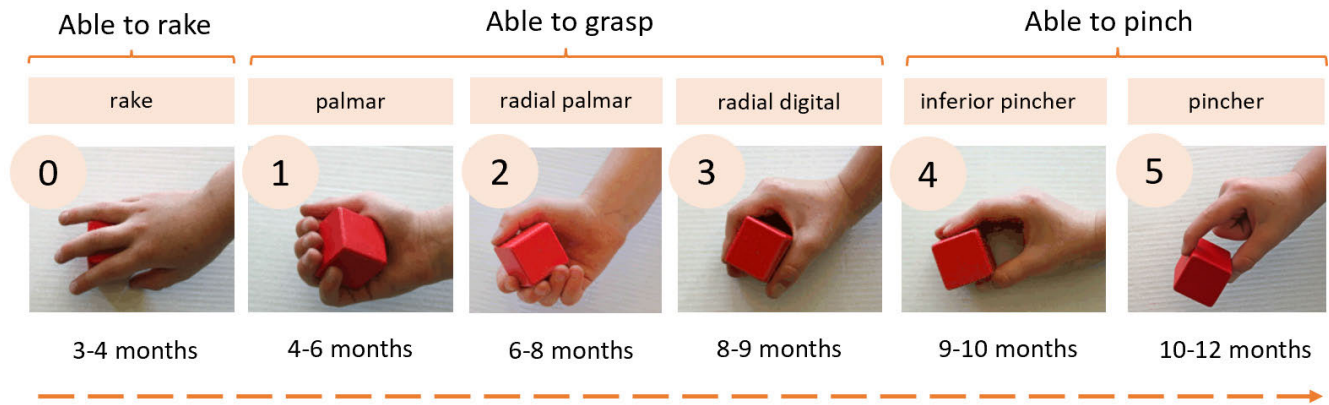 Able to rake
Able to grasp
Able to pinch
rake
palmar
radial palmar
radial digital
inferior pincher
pincher
0
1
2
3
4
5
3-4 months
4-6 months
6-8 months
8-9 months
9-10 months
10-12 months